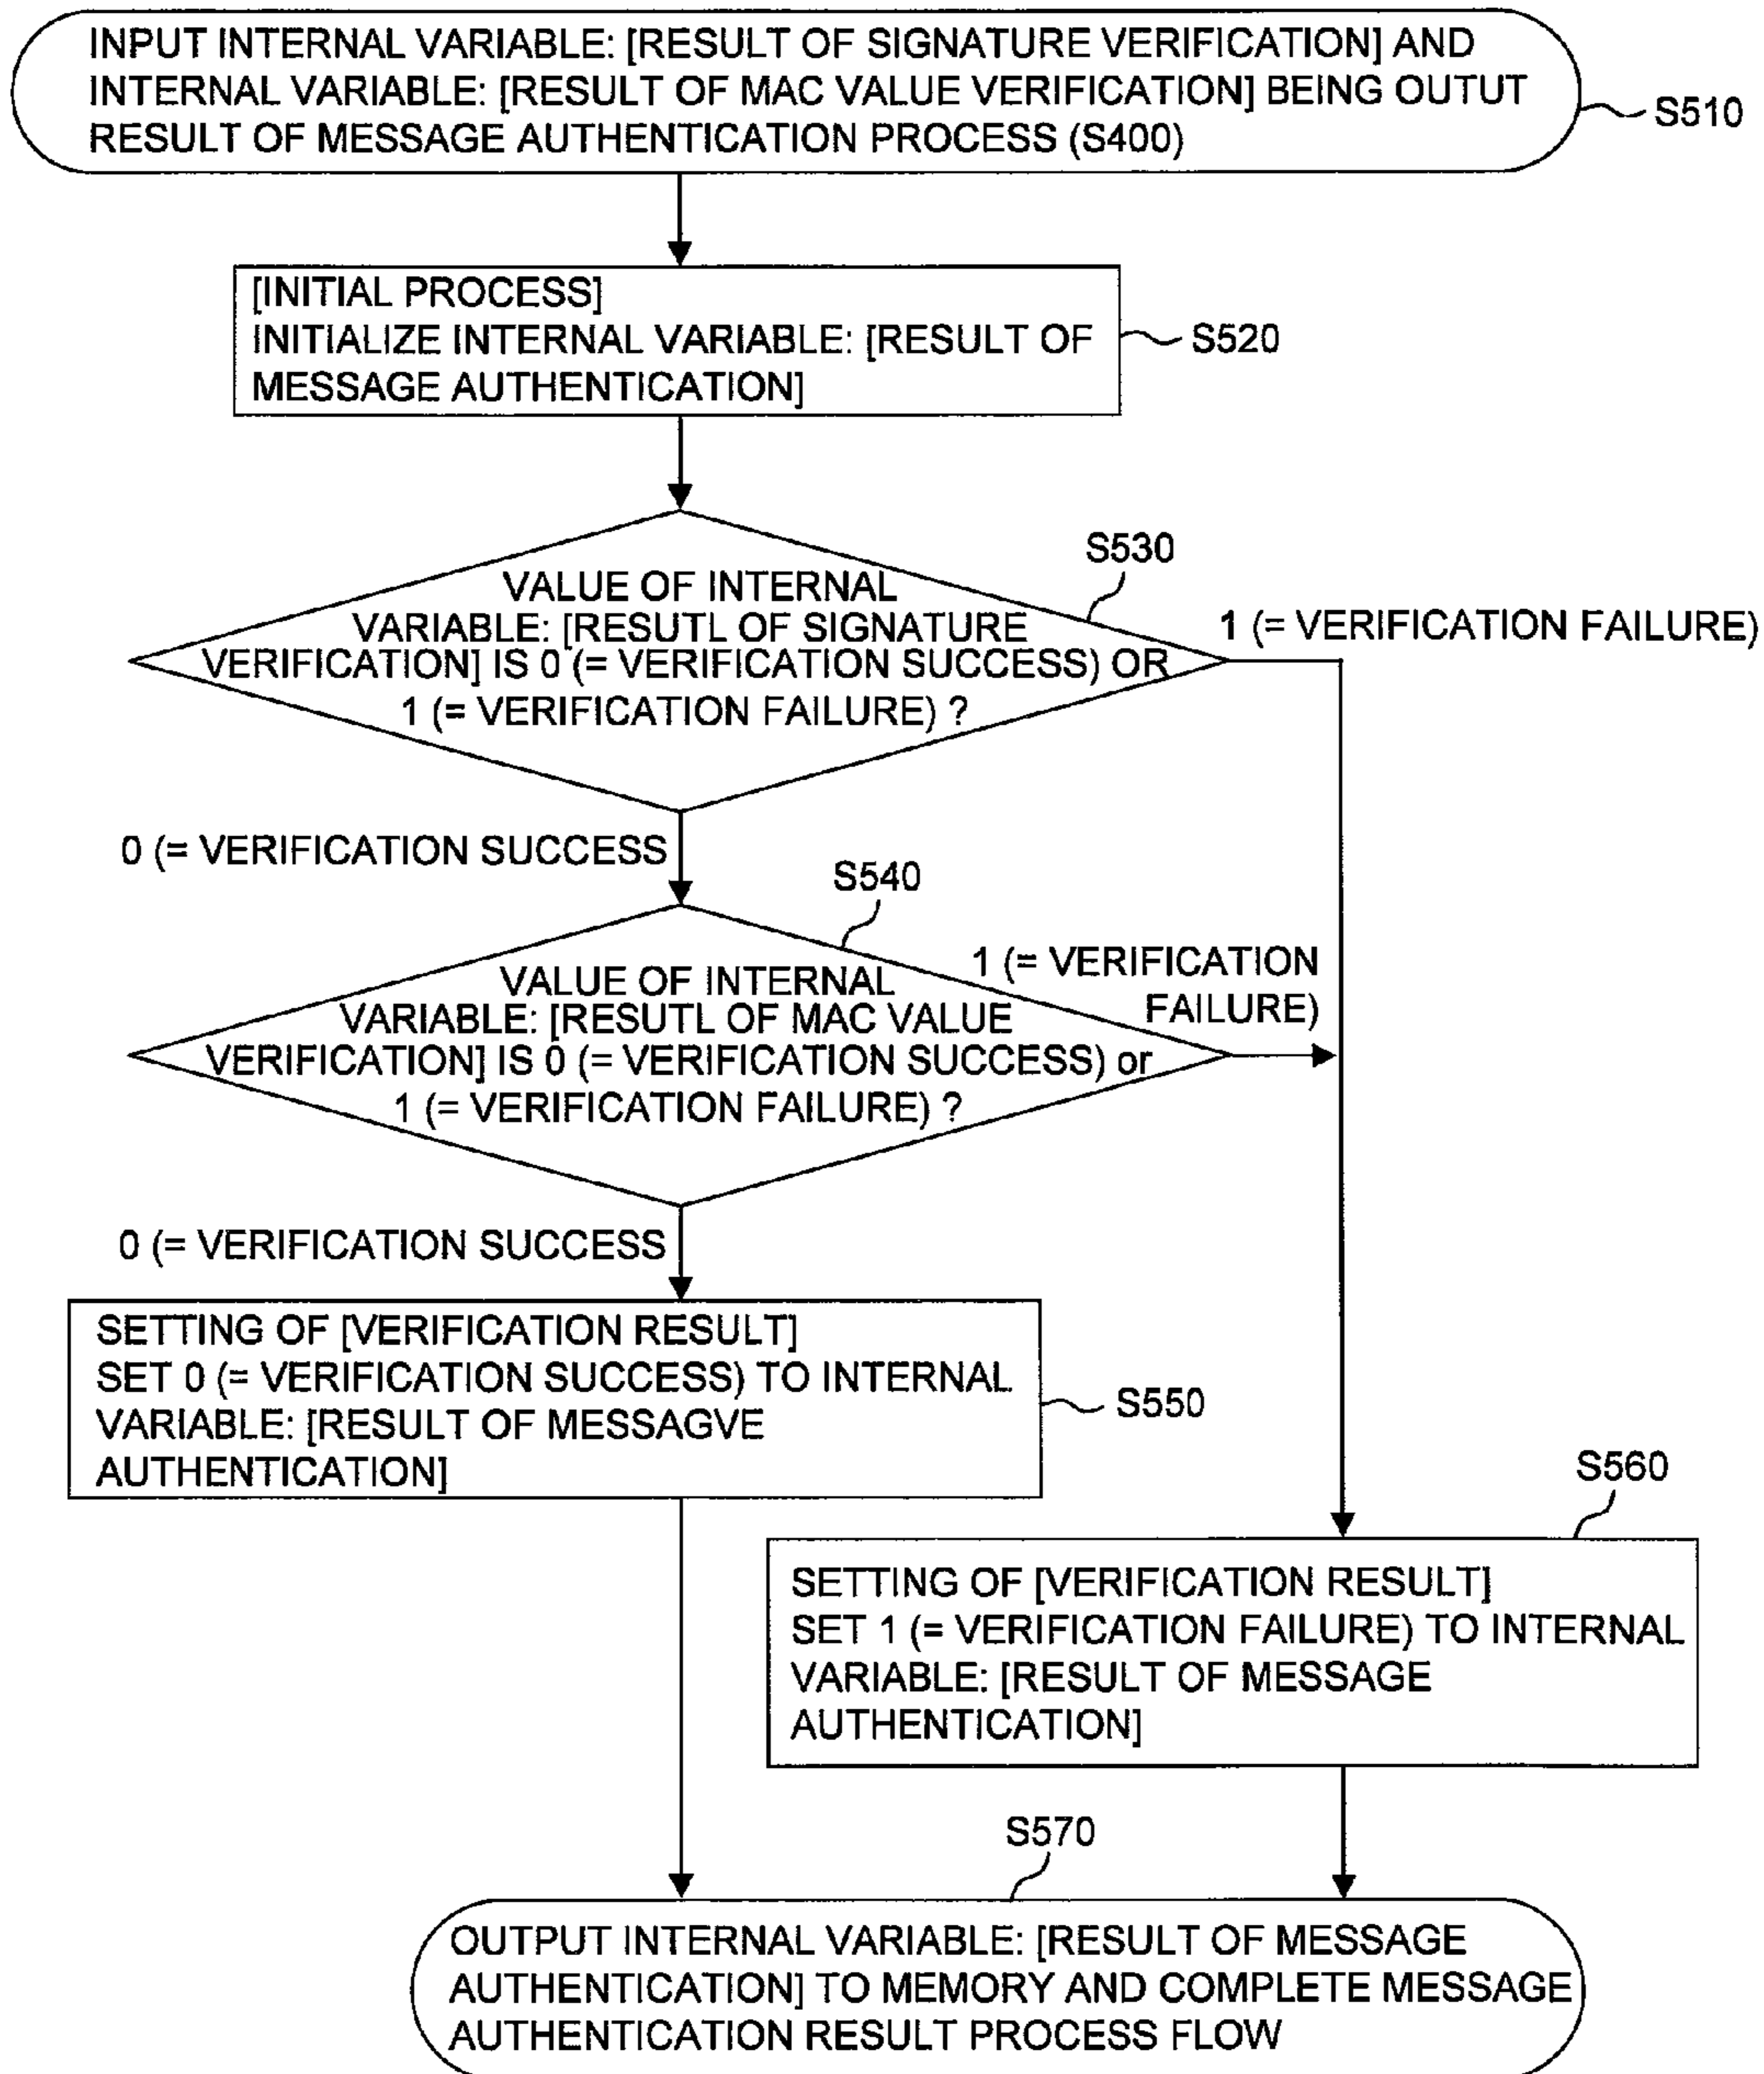 INPUT INTERNAL VARIABLE: [RESULT OF SIGNATURE VERIFICATION] AND
INTERNAL VARIABLE: [RESULT OF MAC VALUE VERIFICATION] BEING OUTUT
RESULT OF MESSAGE AUTHENTICATION PROCESS (S400)
S510
[INITIAL PROCESS]
INITIALIZE INTERNAL VARIABLE: [RESULT OF
MESSAGE AUTHENTICATION]
S520
S530
VALUE OF INTERNAL
VARIABLE: [RESUTL OF SIGNATURE
VERIFICATION] IS 0 (= VERIFICATION SUCCESS) OR
1 (= VERIFICATION FAILURE) ?
1 (= VERIFICATION FAILURE)
0 (= VERIFICATION SUCCESS
S540
VALUE OF INTERNAL
VARIABLE: [RESUTL OF MAC VALUE
VERIFICATION] IS 0 (= VERIFICATION SUCCESS) or
1 (= VERIFICATION FAILURE) ?
1 (= VERIFICATION
FAILURE)
0 (= VERIFICATION SUCCESS
SETTING OF [VERIFICATION RESULT]
SET 0 (= VERIFICATION SUCCESS) TO INTERNAL
VARIABLE: [RESULT OF MESSAGVE
AUTHENTICATION]
S550
S560
SETTING OF [VERIFICATION RESULT]
SET 1 (= VERIFICATION FAILURE) TO INTERNAL
VARIABLE: [RESULT OF MESSAGE
AUTHENTICATION]
S570
OUTPUT INTERNAL VARIABLE: [RESULT OF MESSAGE
AUTHENTICATION] TO MEMORY AND COMPLETE MESSAGE
AUTHENTICATION RESULT PROCESS FLOW